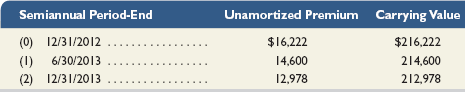 Semiannual Period-End Unamortized Premium Carrying Value
(0) 12/31/2012 . . . . . . . . . . . . . . . . . $16,222 $216,222
(1) 6/30/2013 . . . . . . . . . . . . . . . . . 14,600 214,600
(2) 12/31/2013 . . . . . . . . . . . . . . . . . 12,978 212,978